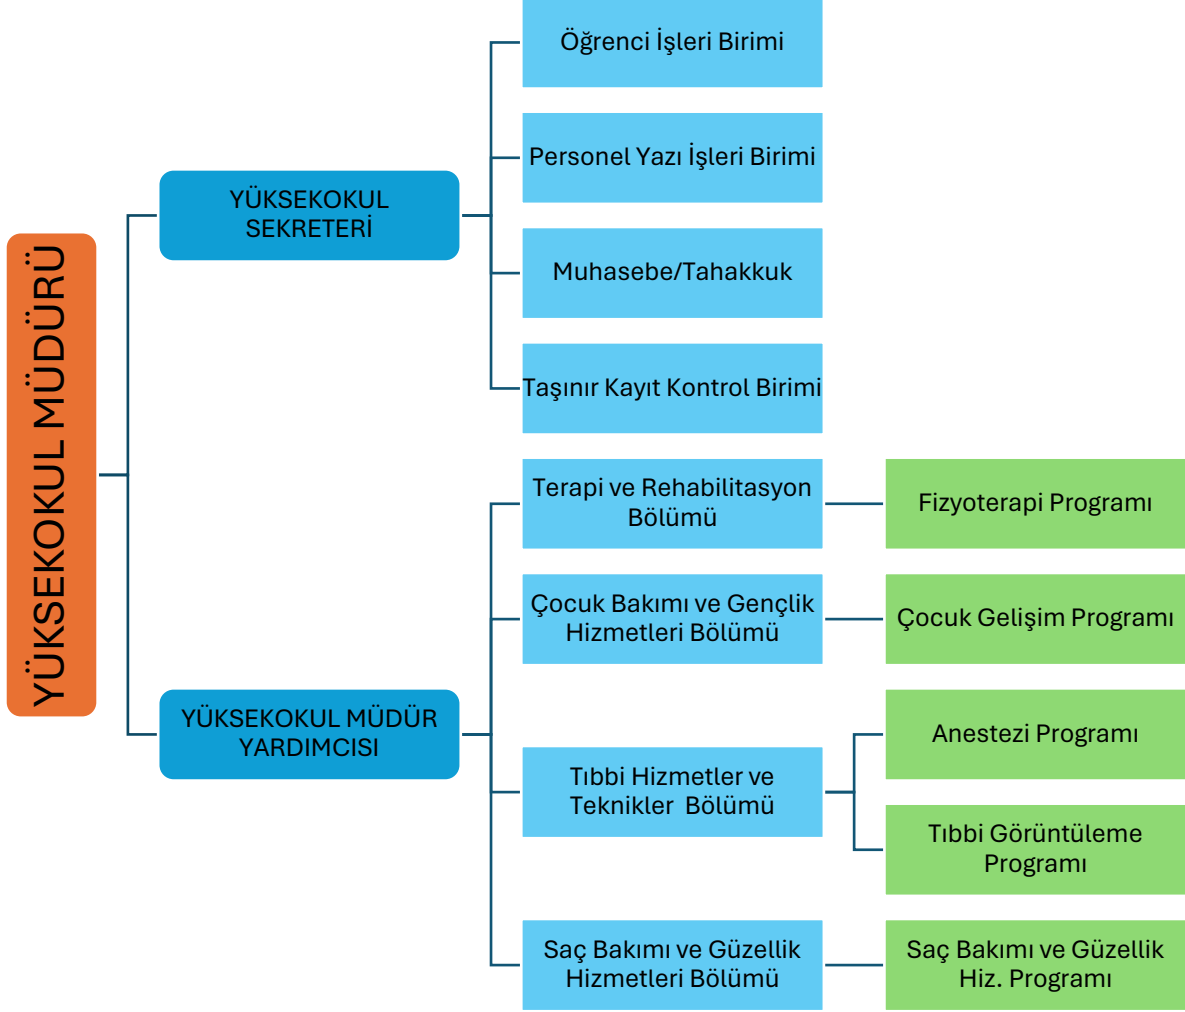 YÜKSEKOKUL MÜDÜRÜ
YÜKSEKOKUL
SEKRETERİ
Öğrenci İşleri Birimi
Personel Yazı İşleri Birimi
Muhasebe/Tahakkuk
Taşınır Kayıt Kontrol Birimi
YÜKSEKOKUL MÜDÜR
YARDIMCISI
Terapi ve Rehabilitasyon
Bölümü
Fizyoterapi Programı
Çocuk Bakımı ve Gençlik
Hizmetleri Bölümü
Çocuk Gelişim Programı
Tıbbi Hizmetler ve
Teknikler  Bölümü
Anestezi Programı
Tıbbi Görüntüleme
Programı
Saç Bakımı ve Güzellik
Hizmetleri Bölümü
Saç Bakımı ve Güzellik
Hiz. Programı